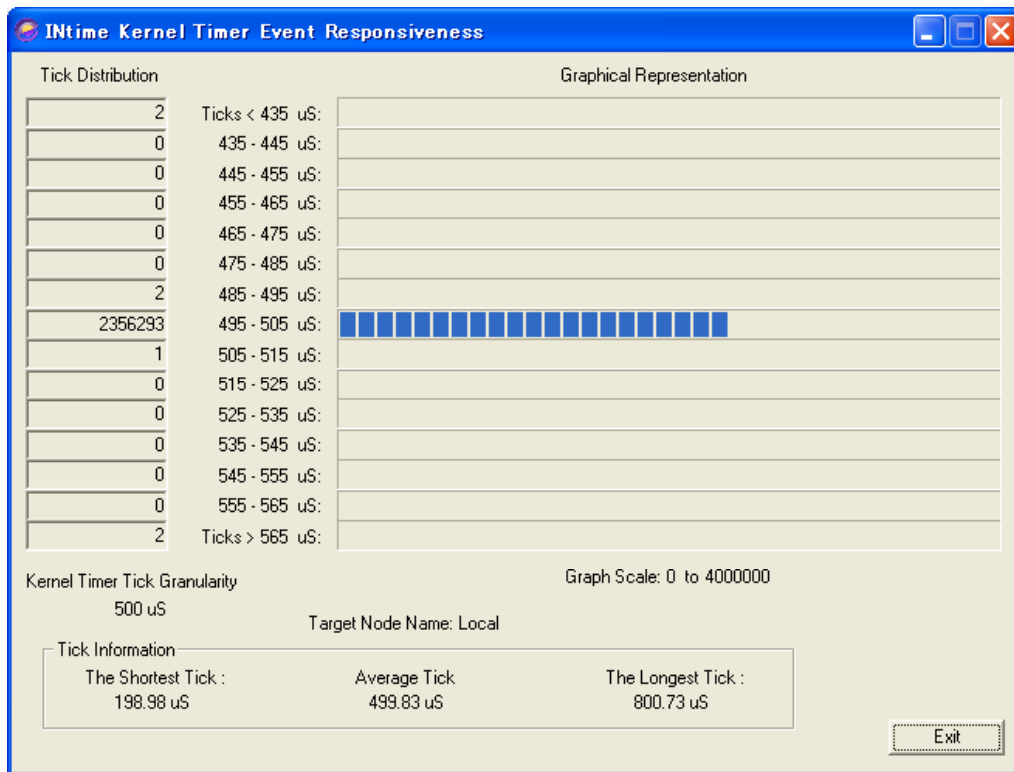 INtime Kernel Timer Event Responsiveness
Tick Distribution Graphical Representation
2 Ticks < 435 uS:
0 435 - 445 uS:
0 445 - 455 uS:
0 455 - 465 uS:
0 465 - 475 uS:
0 475 - 485 uS:
2 485 - 495 uS:
2356293 495 - 505 uS:
1 505 - 515 uS:
0 515 - 525 uS:
0 525 - 535 uS:
0 535 - 545 uS:
0 545 - 555 uS:
0 555 - 565 uS:
2 Ticks > 565 uS:
Kernel Timer Tick Granularity Graph Scale: 0 to 4000000
500 uS
Target Node Name: Local
Tick Information
The Shortest Tick : Average Tick The Longest Tick :
198.98 uS 499.83 uS 800.73 uS
Exit